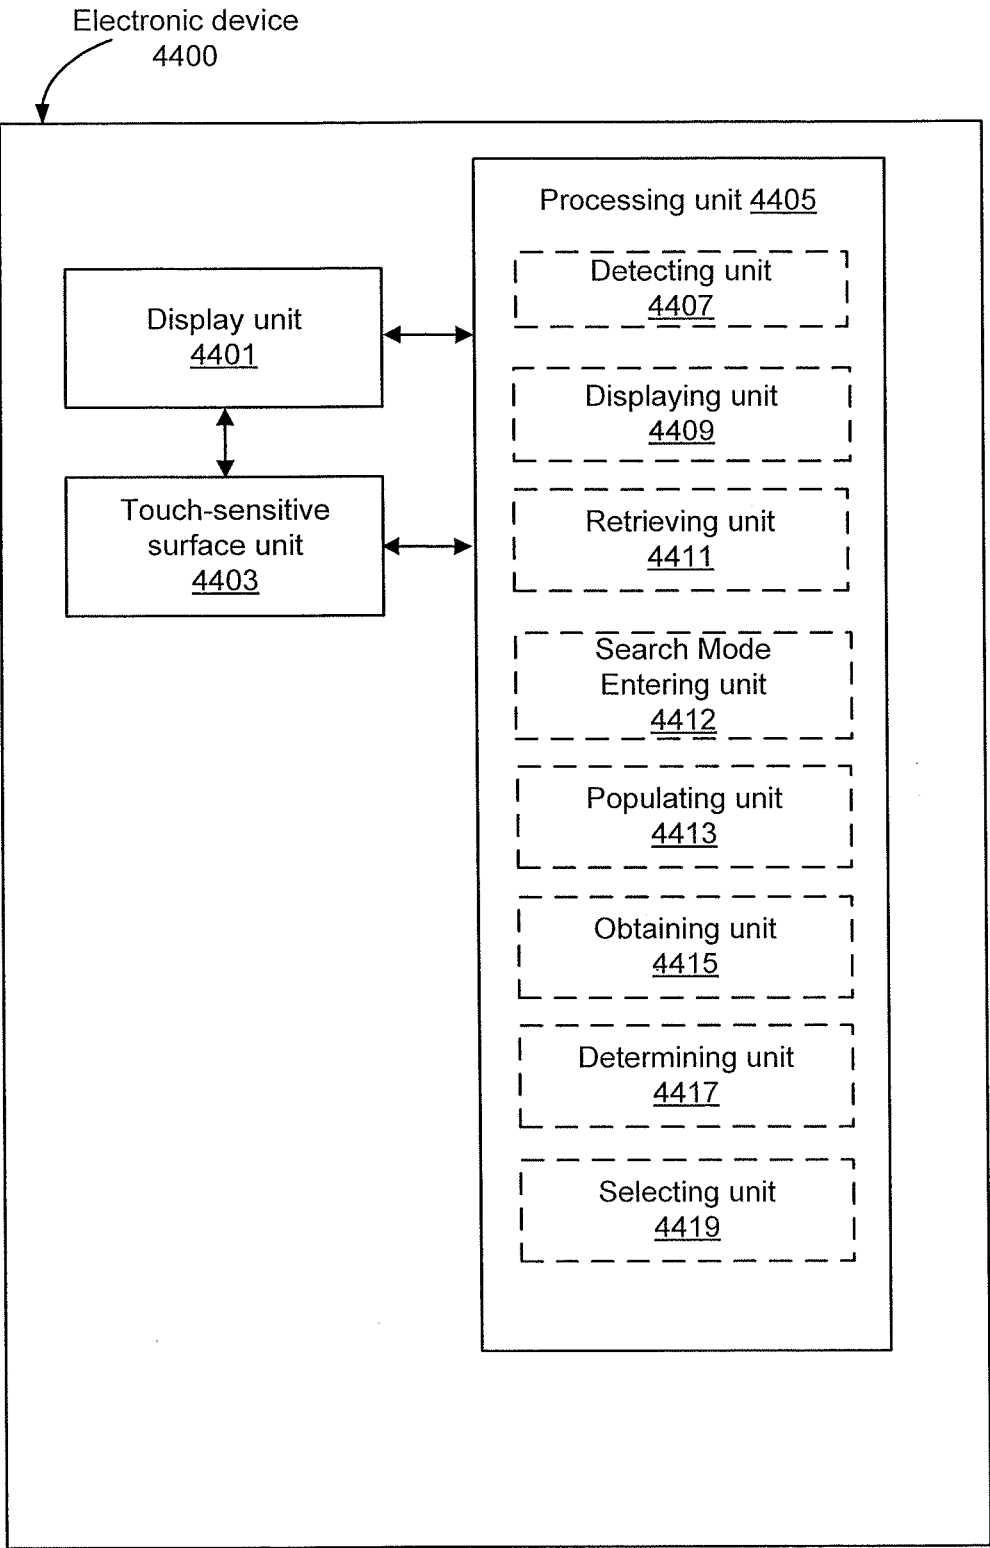 Electronic device
4400
Processing unit 4405
Detecting unit
4407
Display unit
4401
Displaying unit
4409
Touch-sensitive
surface unit
4403
Retrieving unit
4411
Search Mode
Entering unit
4412
Populating unit
4413
Obtaining unit
4415
Determining unit
4417
Selecting unit
4419